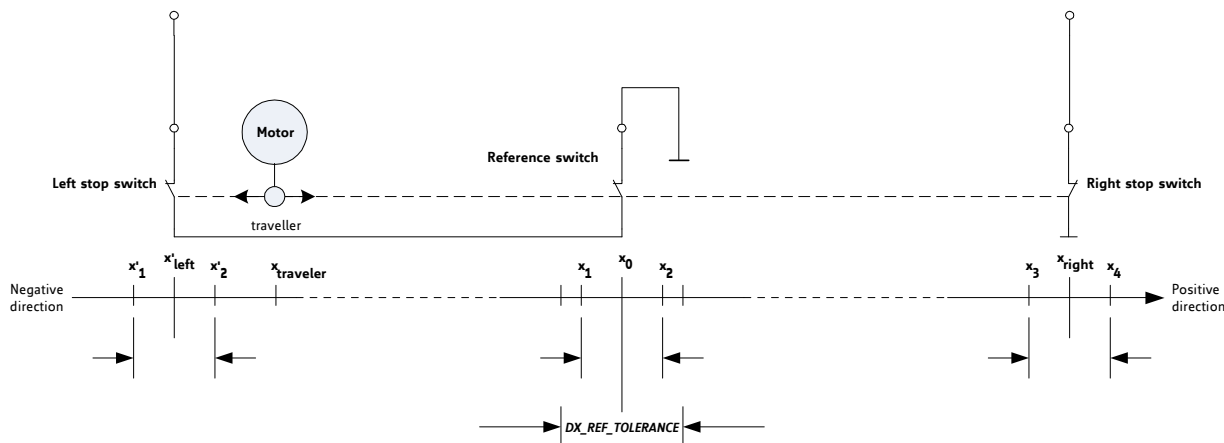 Motor
Reference switch
Left stop switch
Right stop switch
traveller
x'1
x'left
x'2
xtraveler
x1
x0
x2
x3
xright
x4
Negative
direction
Positive
direction
DX_REF_TOLERANCE